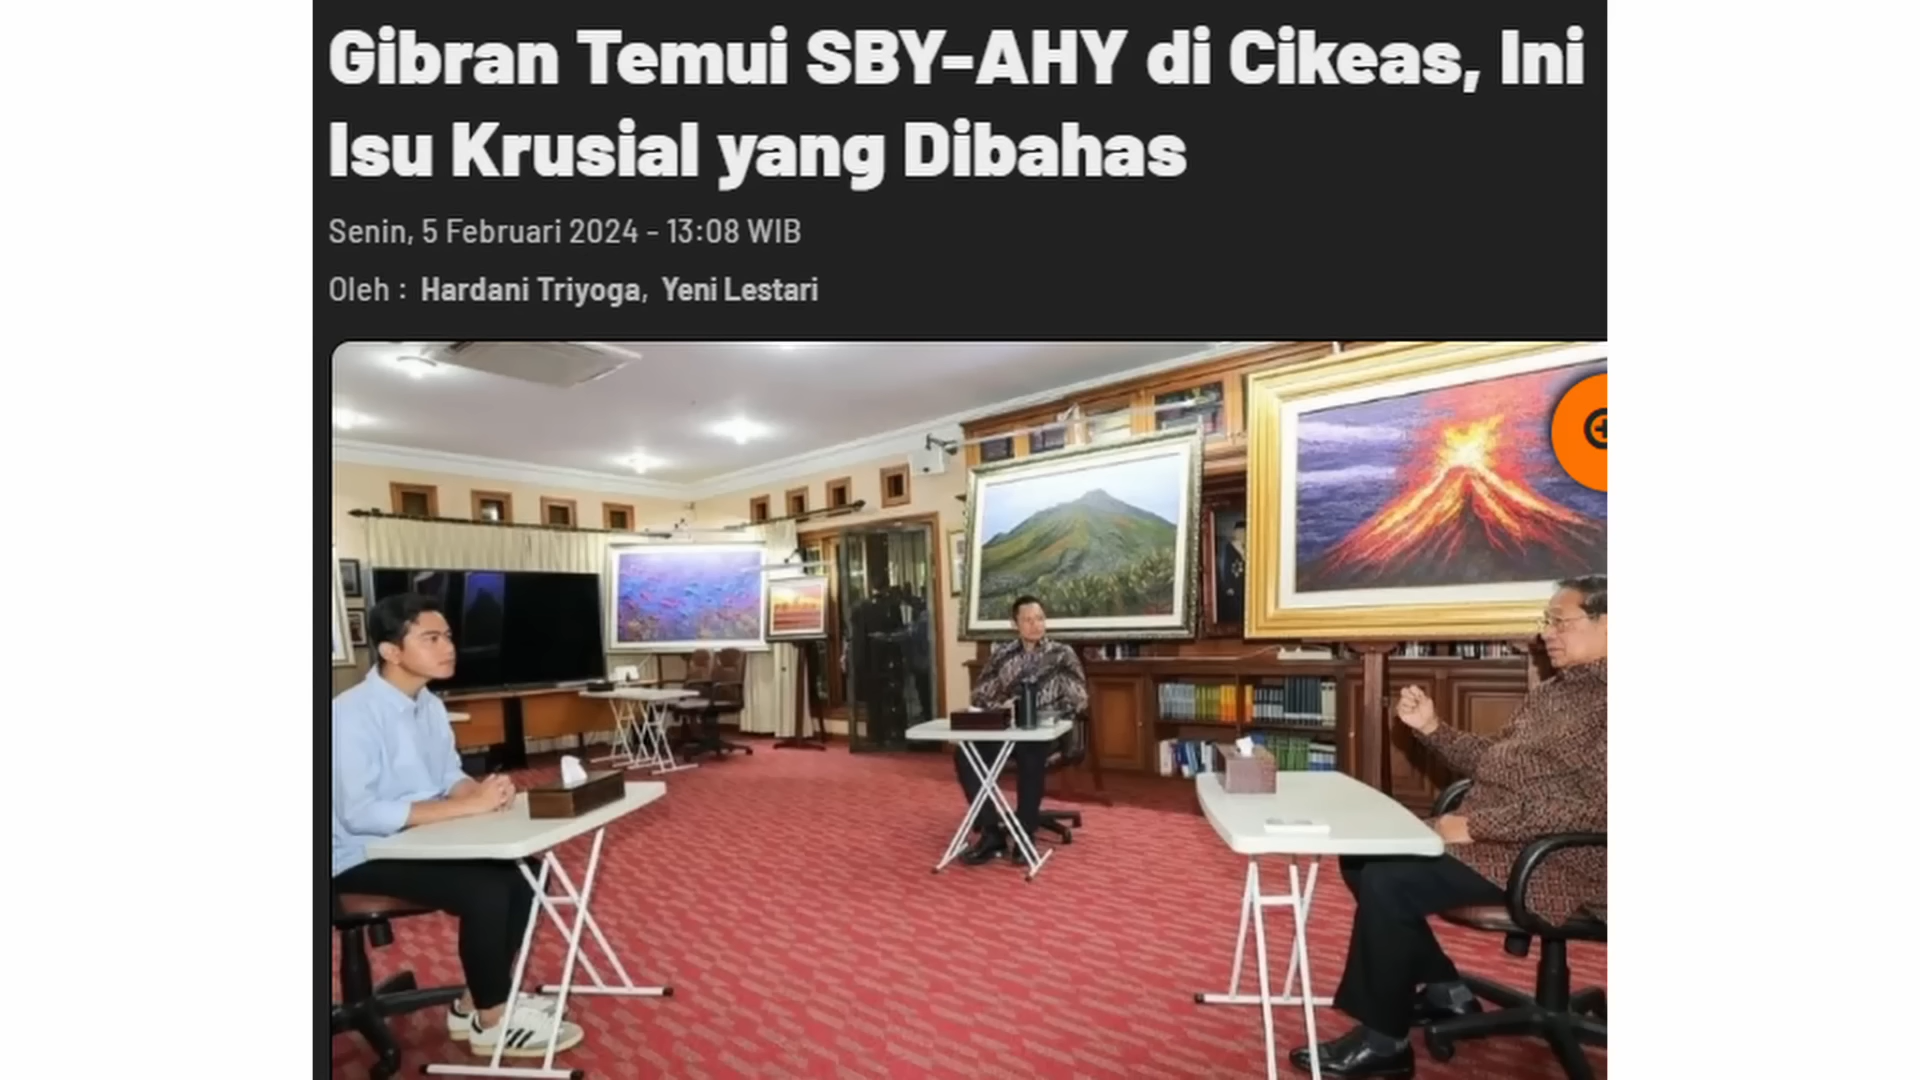 Gibran Temui SBY-AHY di Cikeas, Ini
Isu Krusial yang Dibahas
Senin, 5 Februari 2024 - 13:08 WIB
Oleh : Hardani Triyoga, Yeni Lestari